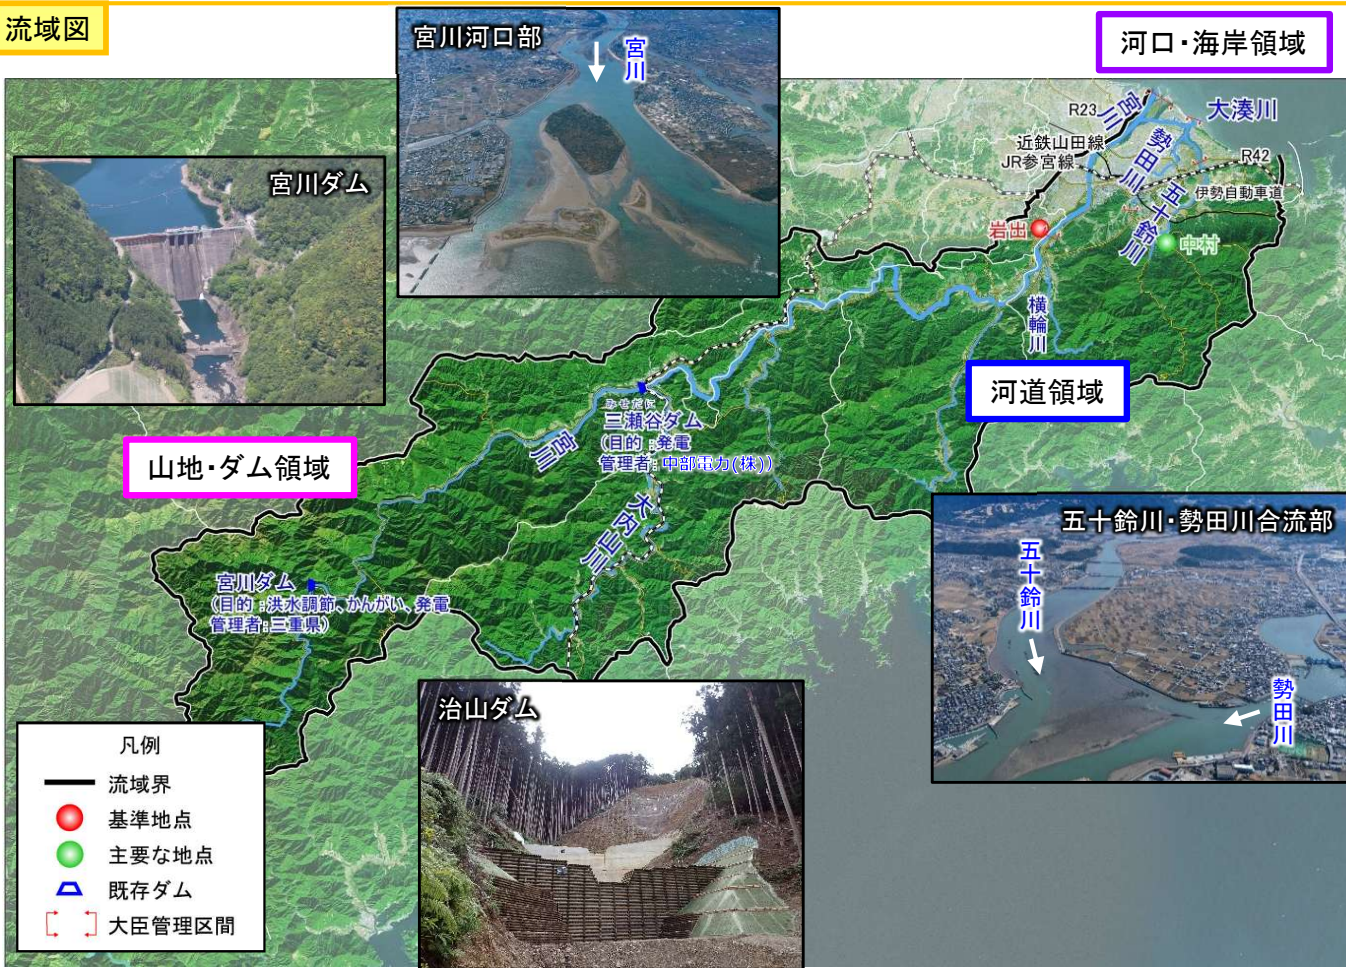 流域図
宮川河口部
宮川
河口・海岸領域
宮川ダム
R23
宮川
大湊川
近鉄山田線
JR参宮線
勢田川
R42
五十鈴川
伊勢自動車道
岩出
中村
横輪川
河道領域
みせだに
三瀬谷ダム
(目的:発電
管理者:中部電力(株))
宮川
山地・ダム領域
大内山川
宮川ダム
(目的:洪水調節、かんがい、発電
管理者:三重県)
五十鈴川・勢田川合流部
五十鈴川
勢田川
治山ダム
凡例
流域界
基準地点
主要な地点
既存ダム
大臣管理区間